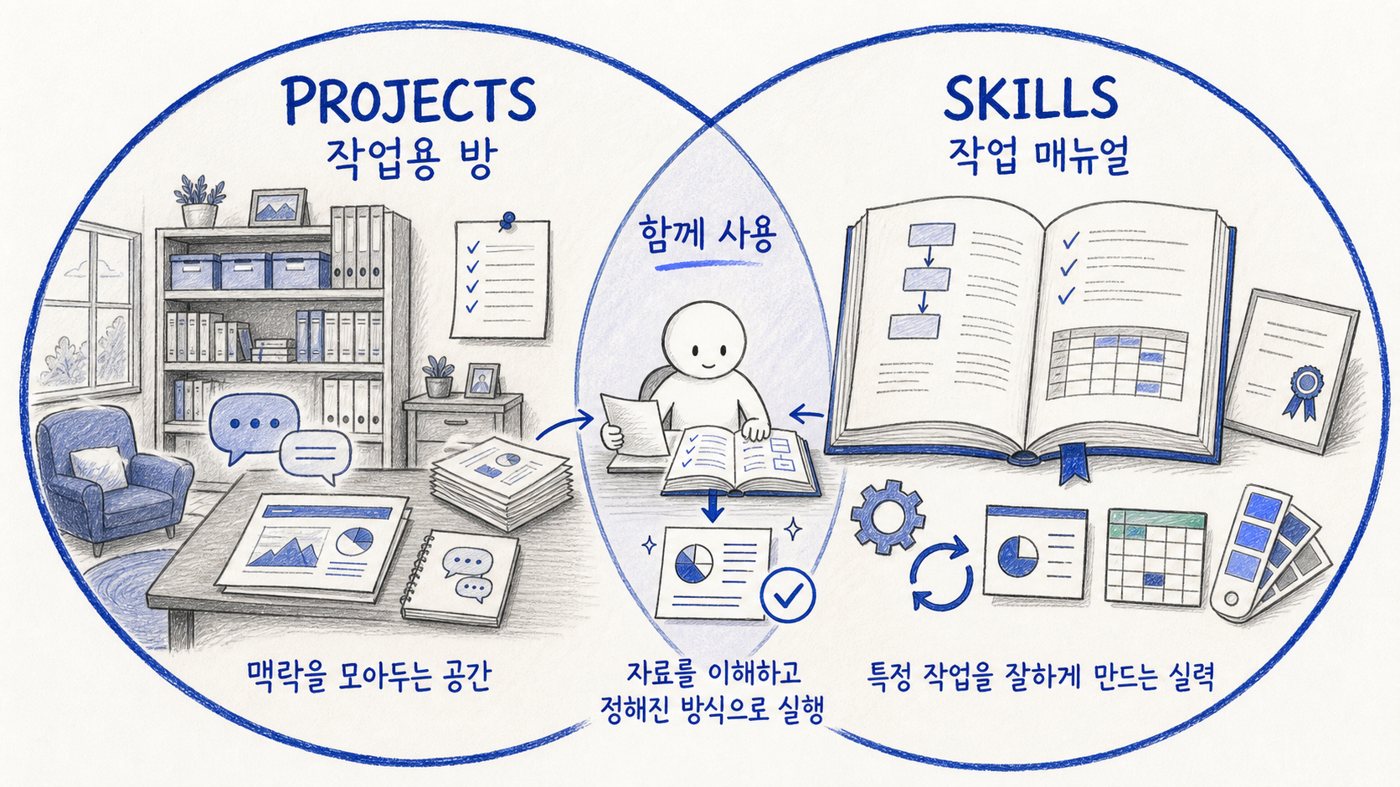 PROJECTS
작업용 방
맥락을 모아두는 공간
함께 사용
자료를 이해하고
정해진 방식으로 실행
SKILLS
작업 매뉴얼
특정 작업을 잘하게 만드는 실력